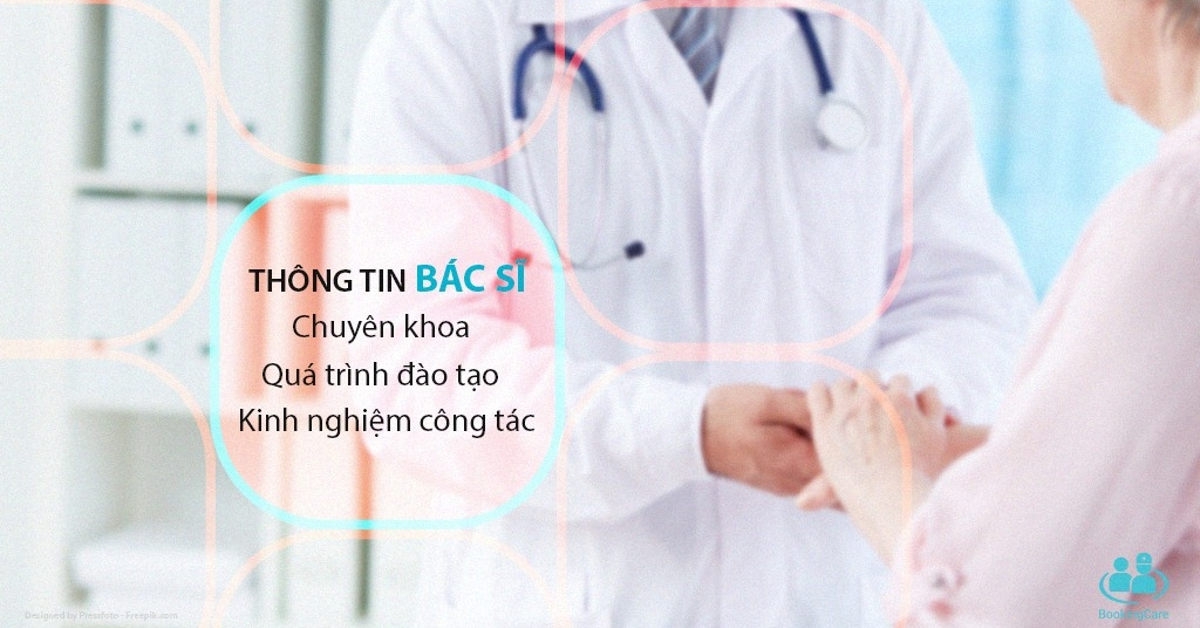 THÔNG TIN BÁC SĨ
Chuyên khoa
Quá trình đào tạo
Kinh nghiệm công tác
BookingCare
Designed by Pressfoto - Freepik.com